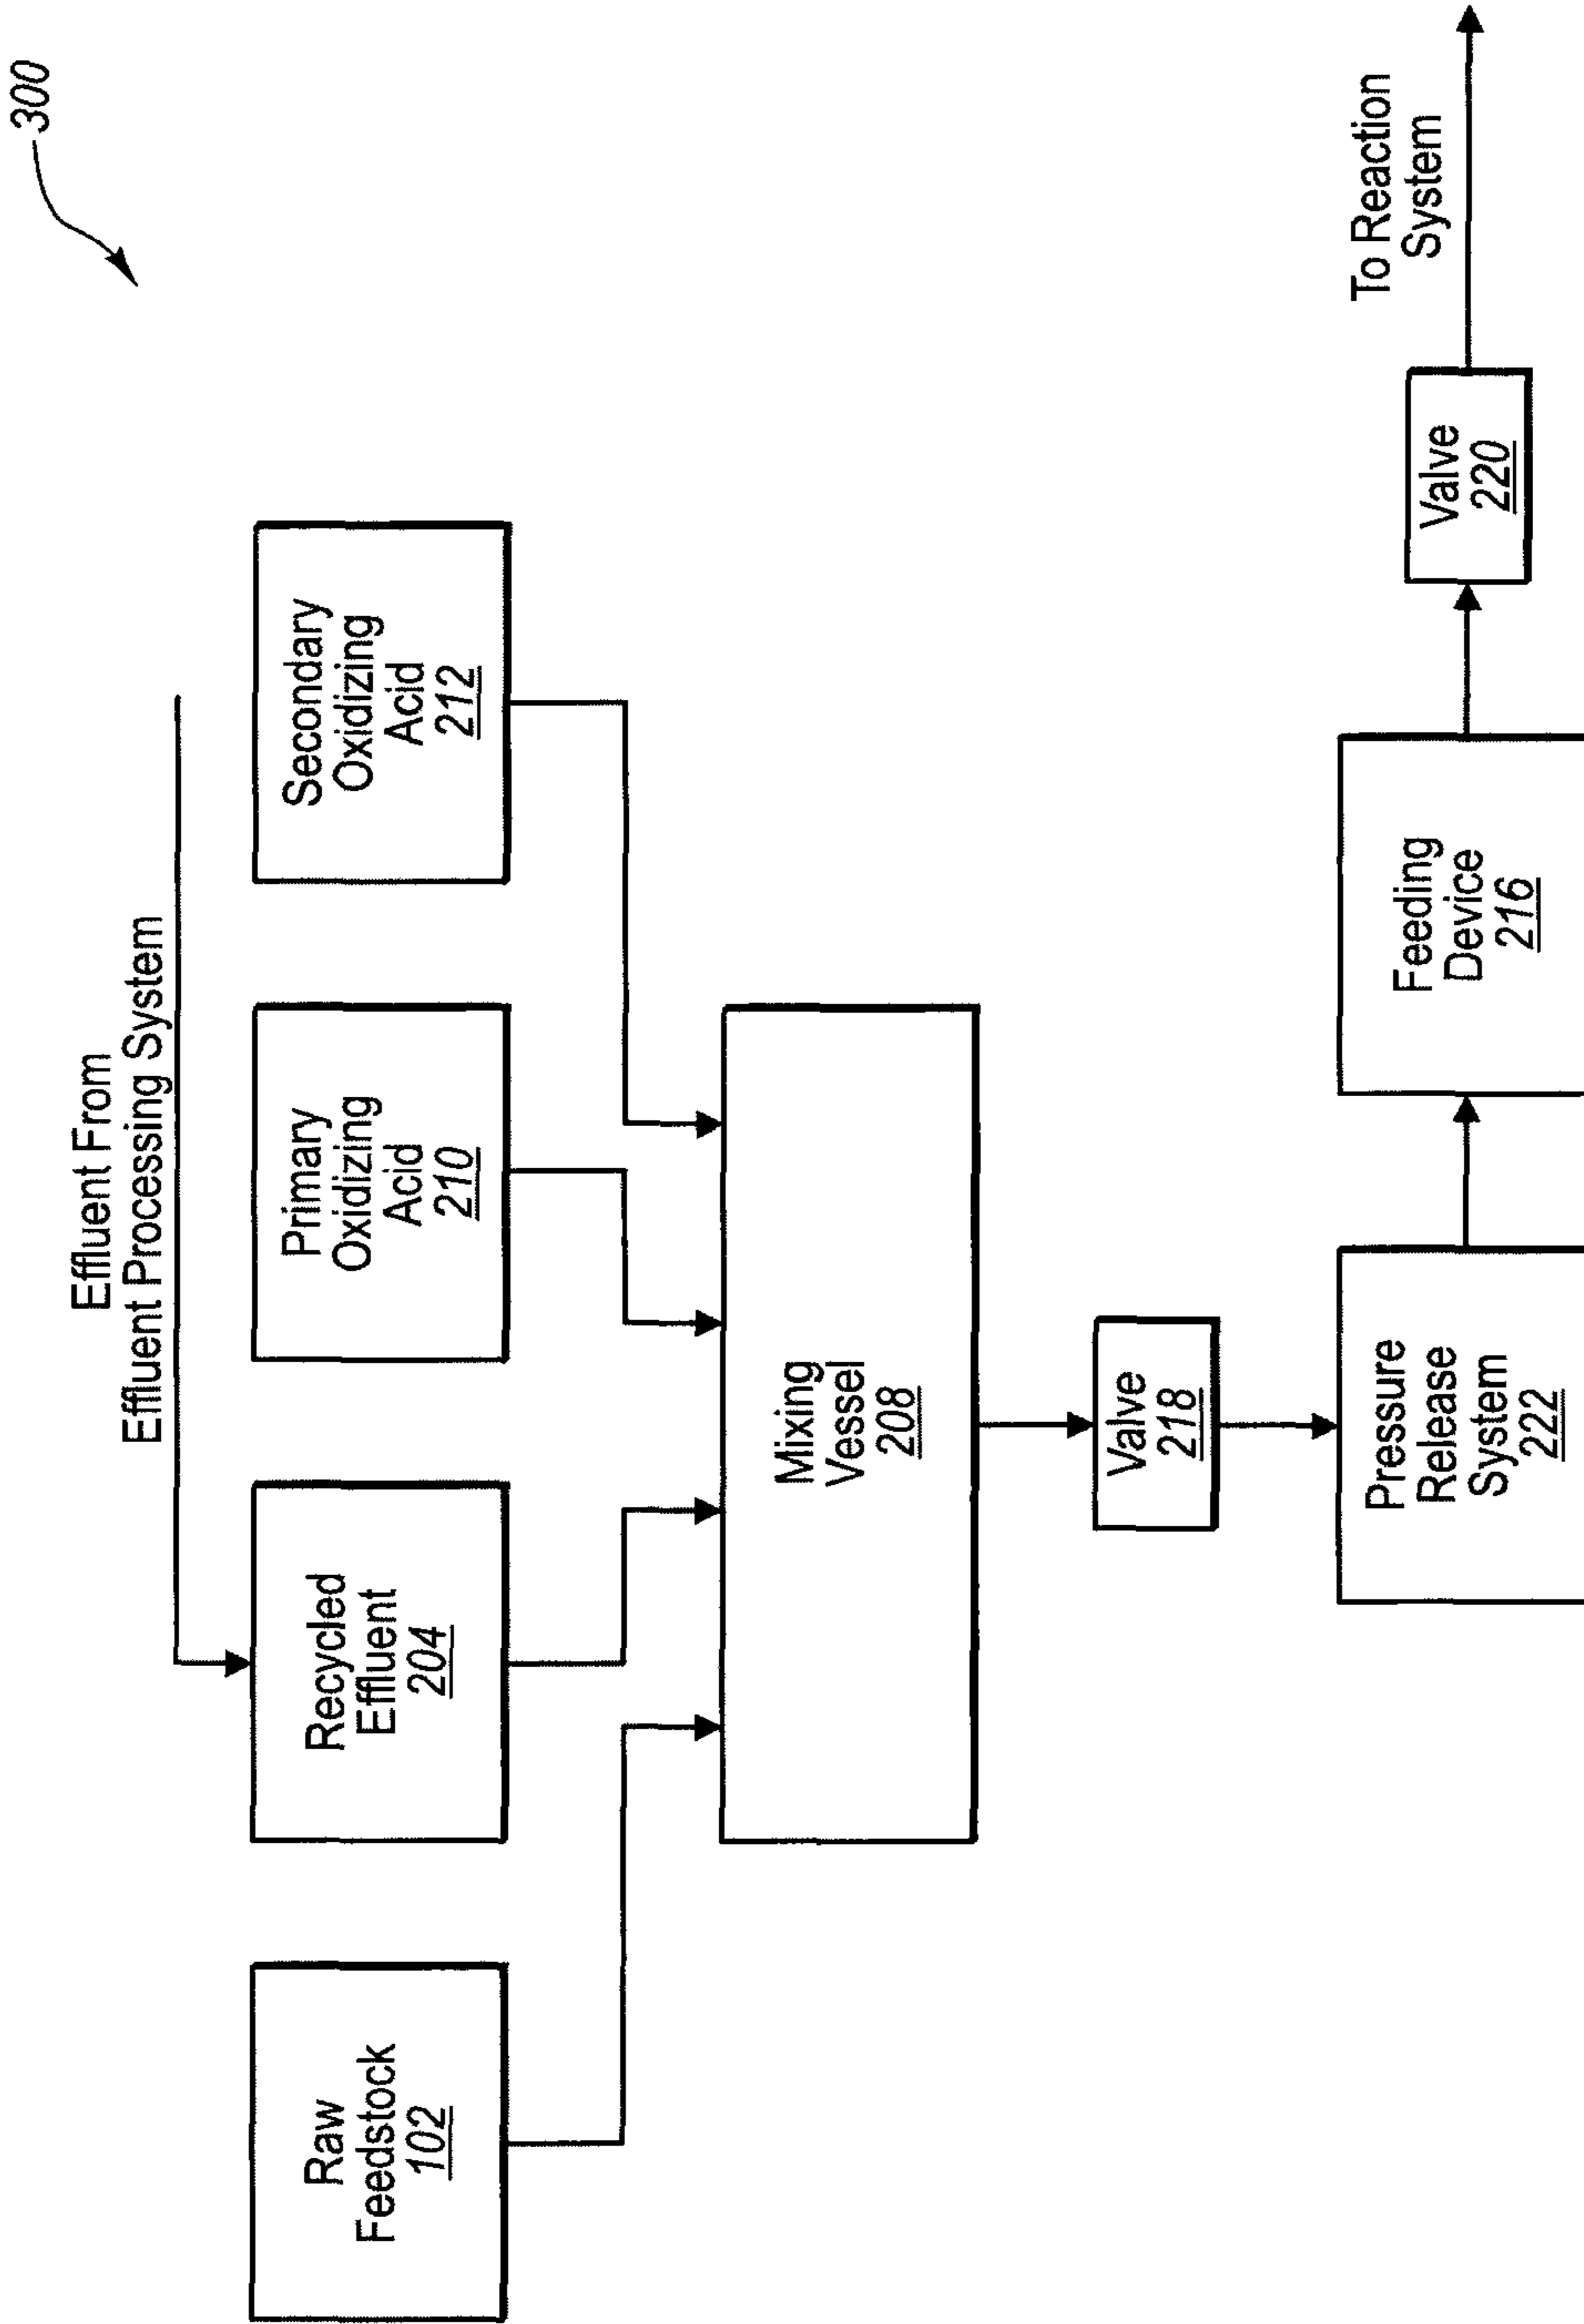 300
Effluent From
Effluent Processing System
Raw
Feedstock
102
Recycled
Effluent
204
Primary
Oxidizing
Acid
210
Secondary
Oxidizing
Acid
212
Mixing
Vessel
208
Valve
218
Pressure
Release
System
222
Feeding
Device
216
Valve
220
To Reaction
System